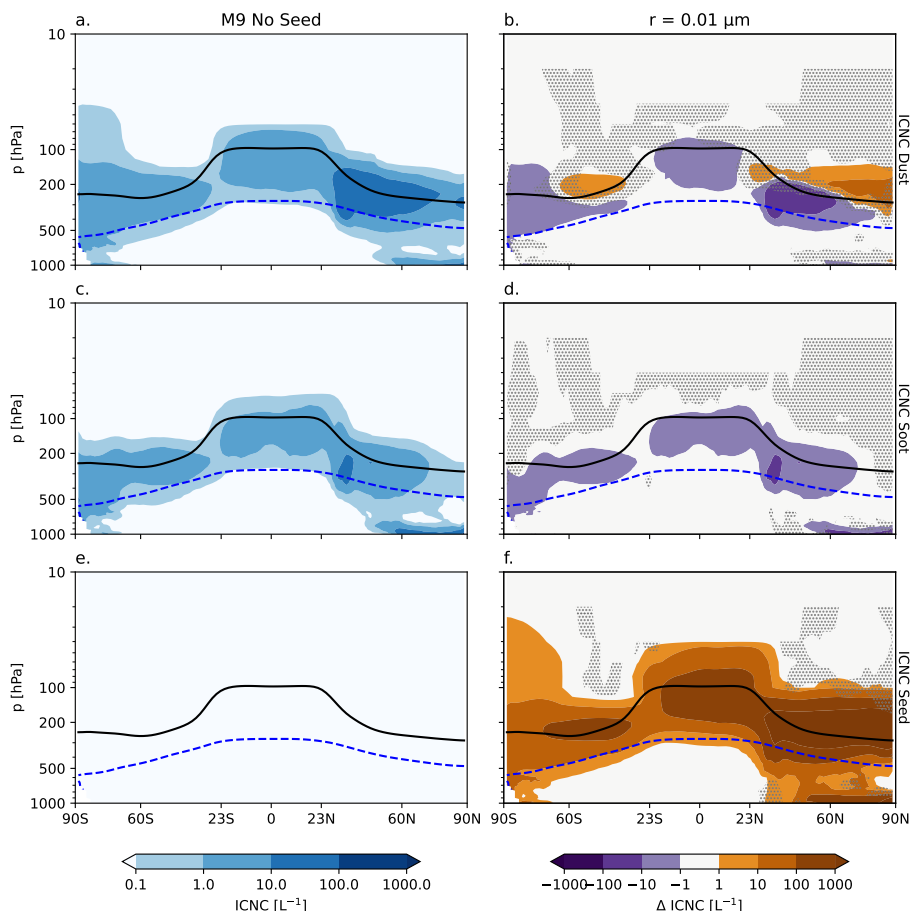 a.
M9 No Seed
b.
r = 0.01 μm
10
100
200
500
1000
p [hPa]
ICNC Dust
c.
d.
10
100
200
500
1000
p [hPa]
ICNC Soot
e.
f.
10
100
200
500
1000
p [hPa]
ICNC Seed
90S 60S 23S 0 23N 60N 90N
90S 60S 23S 0 23N 60N 90N
0.1 1.0 10.0 100.0 1000.0
ICNC [L⁻¹]
−1000 −100 −10 −1 1 10 100 1000
Δ ICNC [L⁻¹]